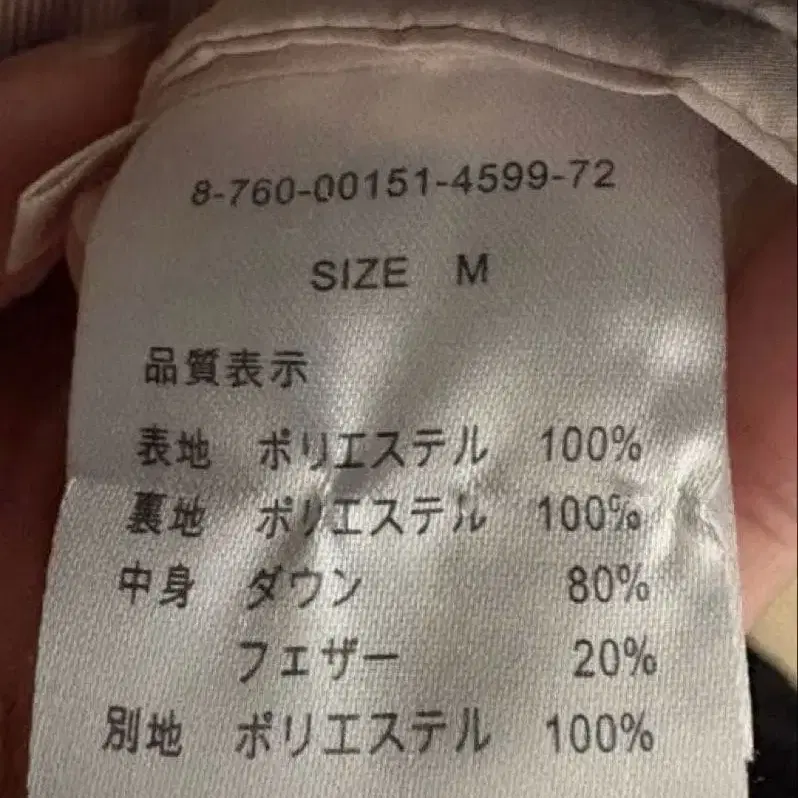 8-760-00151-4599-72
SIZE M
品質表示
表地 ポリエステル 100%
裏地 ポリエステル 100%
中身 ダウン 80%
フェザー 20%
別地 ポリエステル 100%